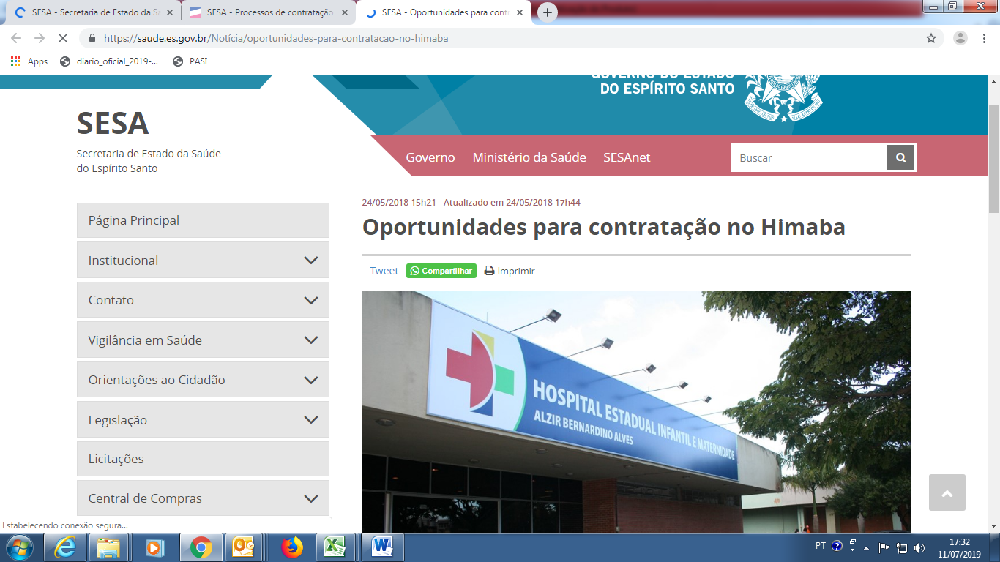 SESA - Secretaria de Estado da Sa
SESA - Processos de contratação
SESA - Oportunidades para contr
https://saude.es.gov.br/Notícia/oportunidades-para-contratacao-no-himaba
Apps
diario_oficial_2019-...
PASI
GOVERNO DO ESTADO
DO ESPÍRITO SANTO
SESA
Secretaria de Estado da Saúde
do Espírito Santo
Governo
Ministério da Saúde
SESAnet
Buscar
Página Principal
Institucional
Contato
Vigilância em Saúde
Orientações ao Cidadão
Legislação
Licitações
Central de Compras
24/05/2018 15h21 - Atualizado em 24/05/2018 17h44
Oportunidades para contratação no Himaba
Tweet
Compartilhar
Imprimir
HOSPITAL ESTADUAL INFANTIL E MATERNIDADE
ALZIR BERNARDINO ALVES
Estabelecendo conexão segura...
PT
17:32
11/07/2019